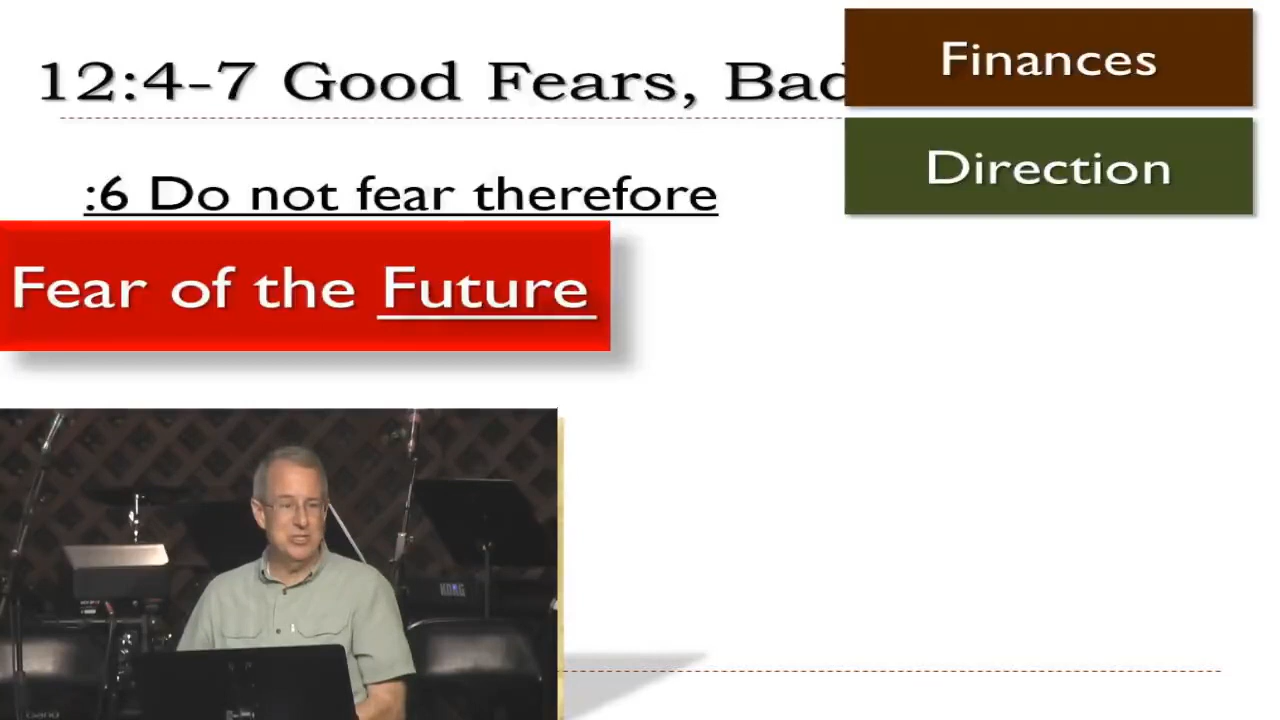 12:4-7 Good Fears, Bad
Finances
Direction
:6 Do not fear therefore
Fear of the Future
KORG